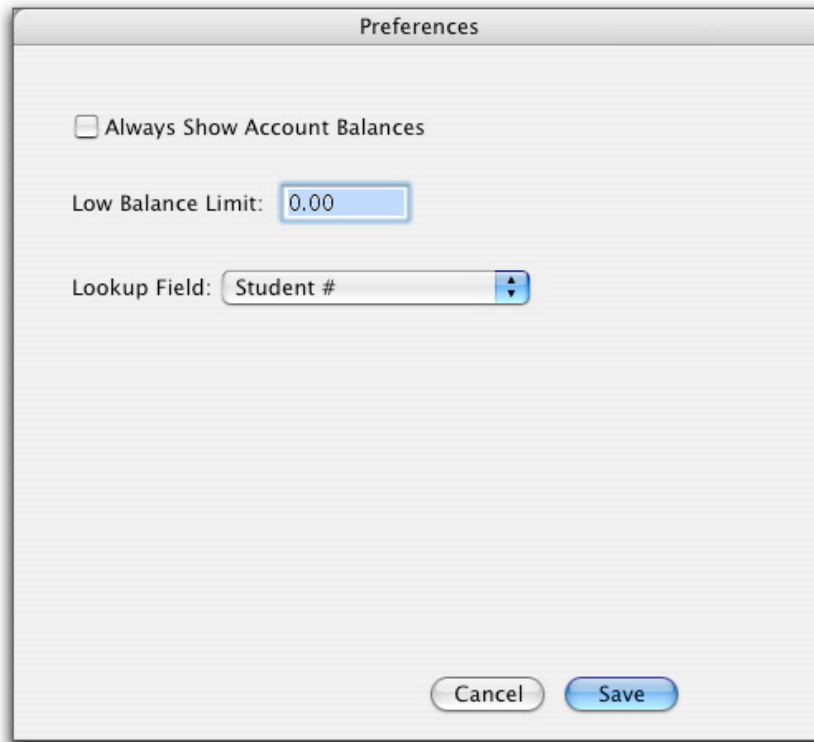 Preferences
Always Show Account Balances
Low Balance Limit: 0.00
Lookup Field: Student #
Cancel Save